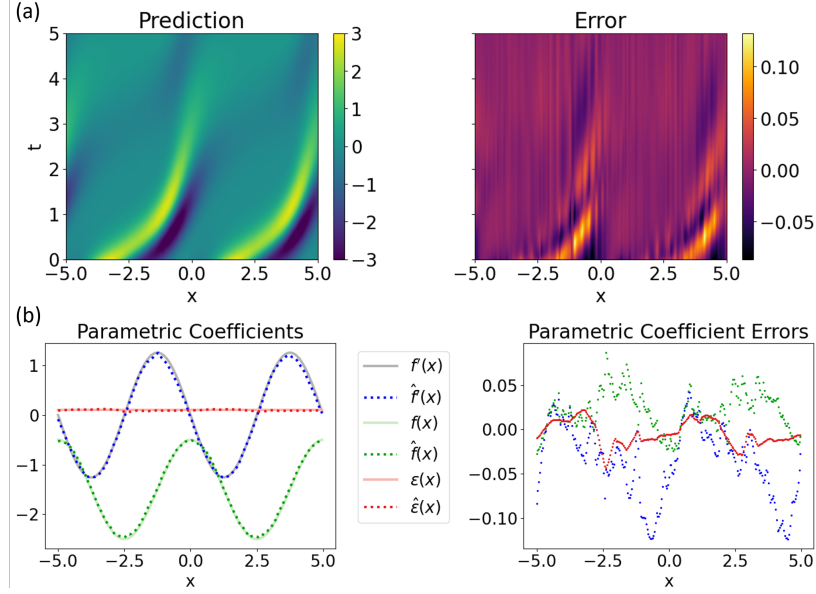 (a)
Prediction
Error
5
4
3
2
1
0
t
−5.0 −2.5 0.0 2.5 5.0
x
3
2
1
0
−1
−2
−3
−5.0 −2.5 0.0 2.5 5.0
x
0.10
0.05
0.00
−0.05
(b)
Parametric Coefficients
1
0
−1
−2
−5.0 −2.5 0.0 2.5 5.0
x
f′(x)
f̂′(x)
f(x)
f̂(x)
ε(x)
ε̂(x)
Parametric Coefficient Errors
0.05
0.00
−0.05
−0.10
−5.0 −2.5 0.0 2.5 5.0
x